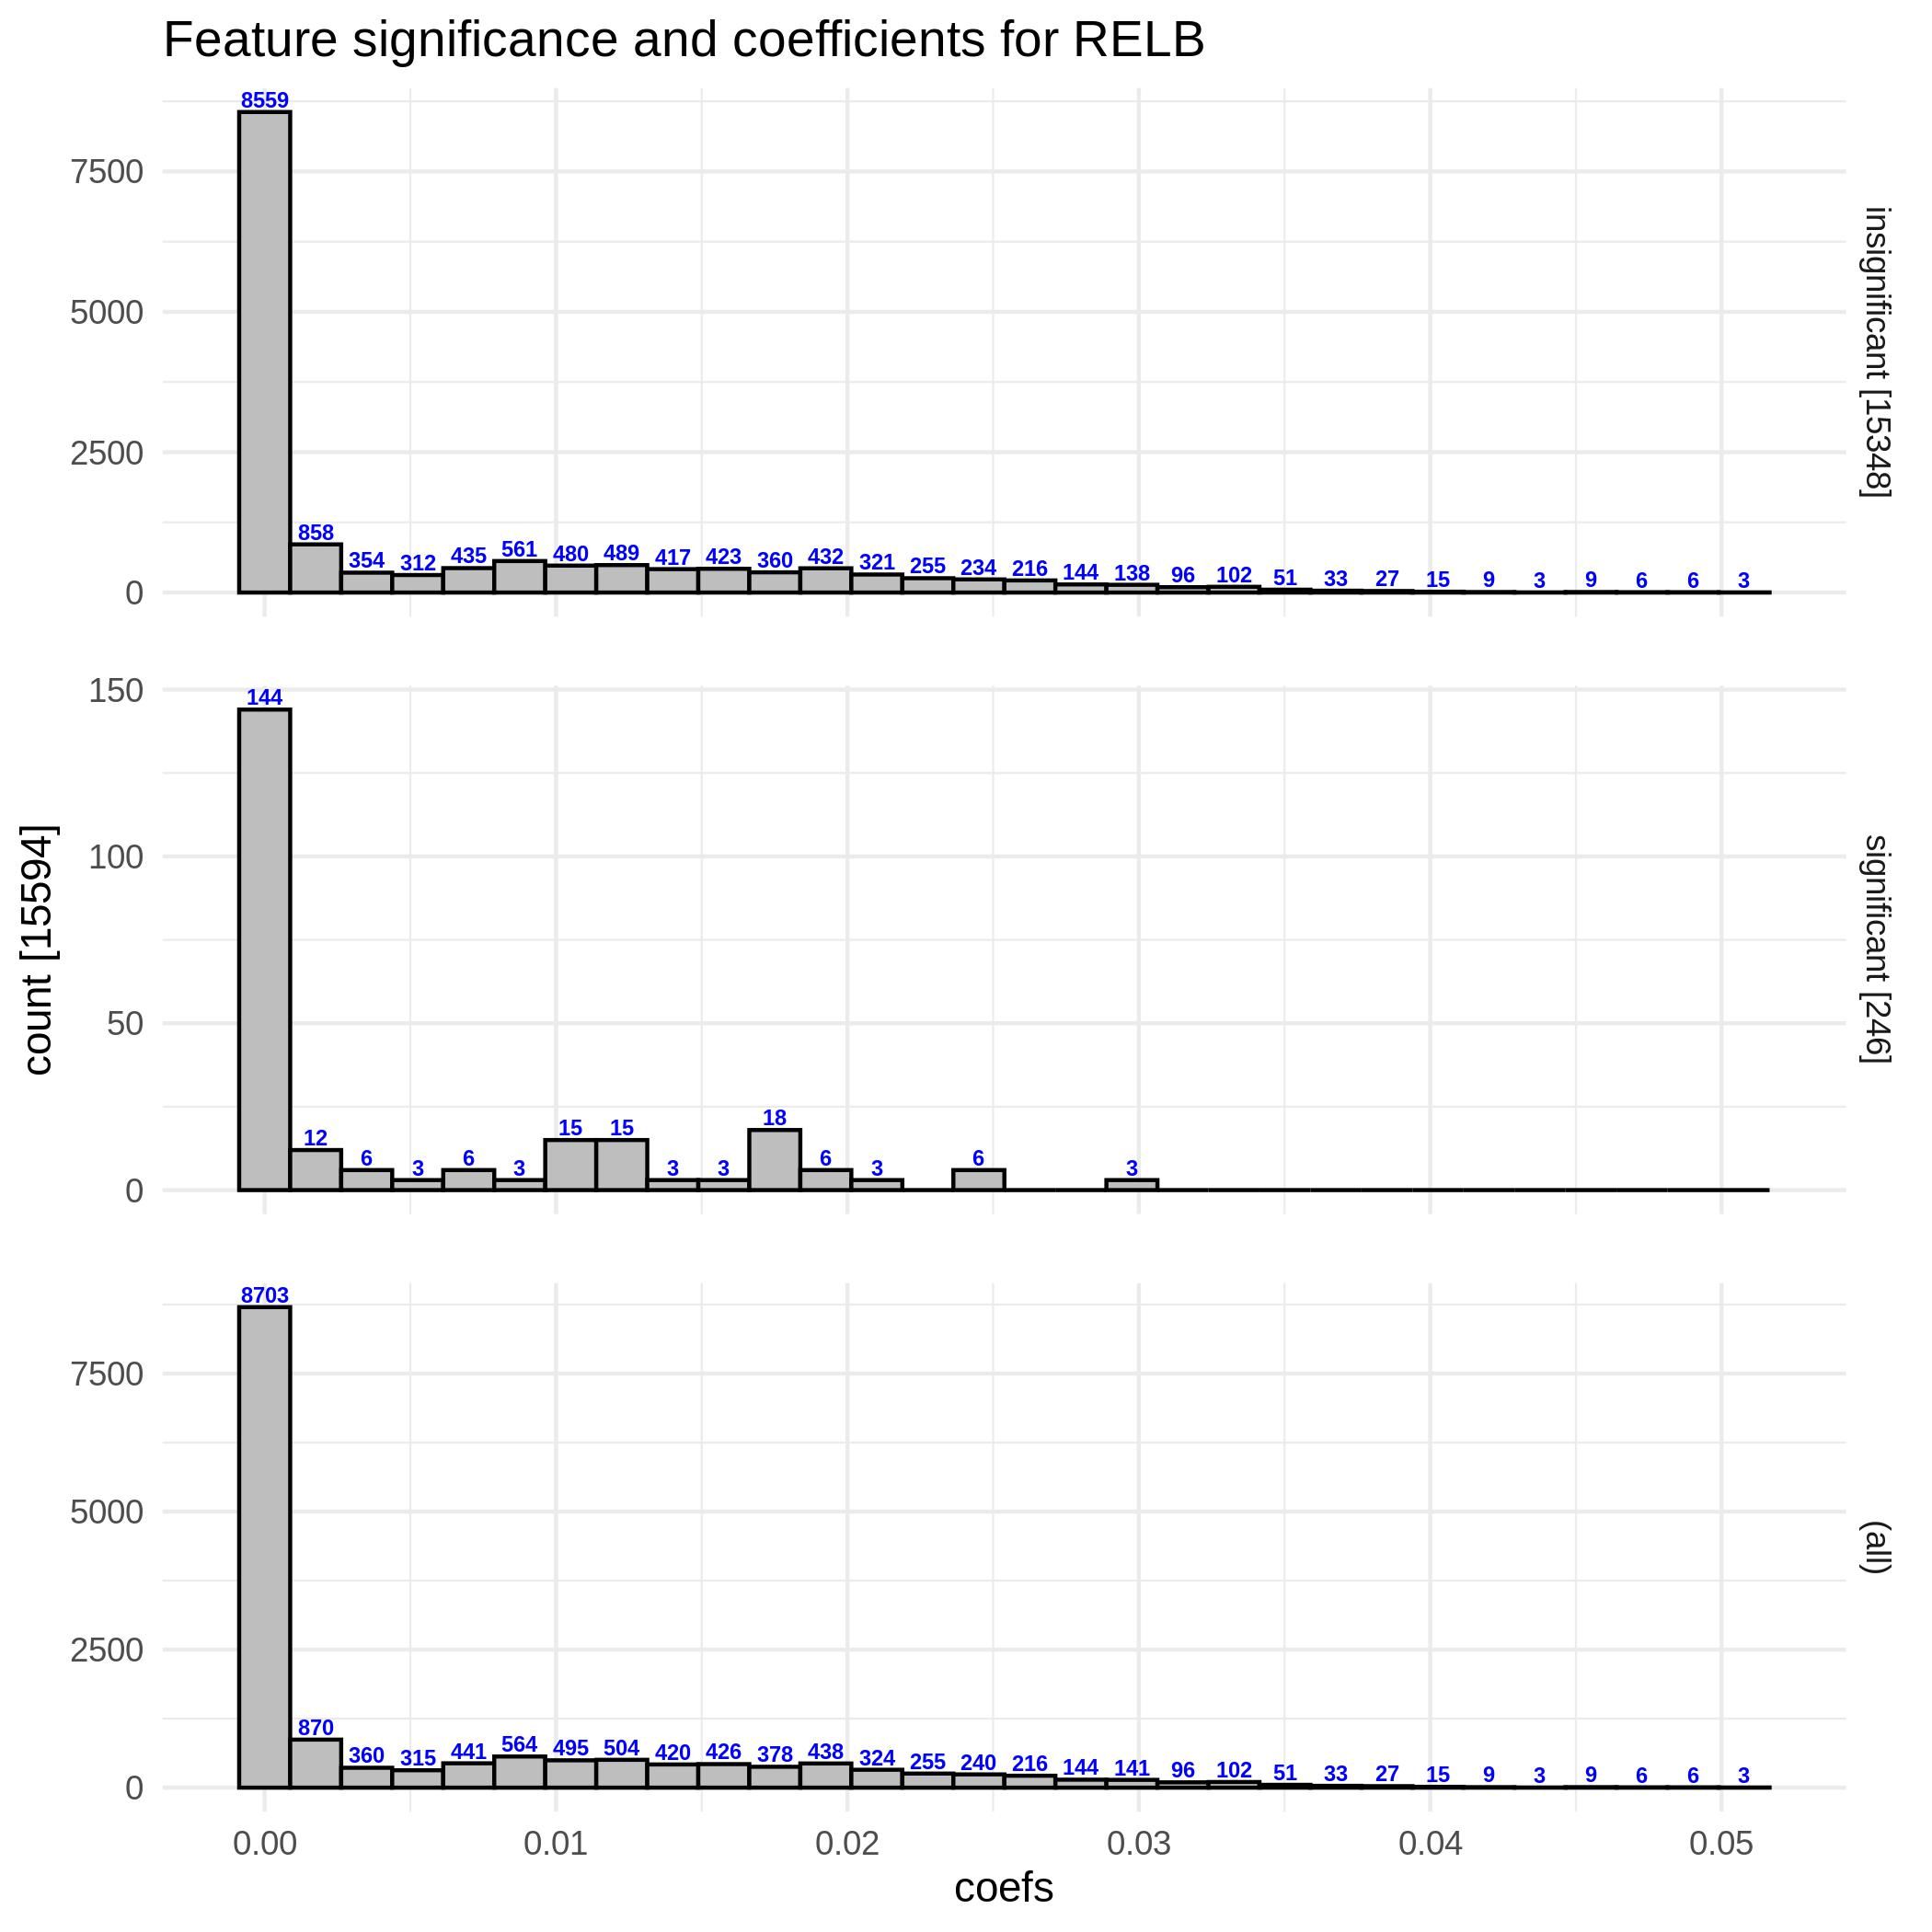 Feature significance and coefficients for RELB
8559
7500
5000
2500
0
858 354 312 435 561 480 489 417 423 360 432 321 255 234 216 144 138 96 102 51 33 27 15 9 3 9 6 6 3
insignificant [15348]
150
100
50
0
144
12 6 3 6 3 15 15 3 3 18 6 3 6 3
significant [246]
count [15594]
8703
7500
5000
2500
0
870 360 315 441 564 495 504 420 426 378 438 324 255 240 216 144 141 96 102 51 33 27 15 9 3 9 6 6 3
(all)
0.00 0.01 0.02 0.03 0.04 0.05
coefs